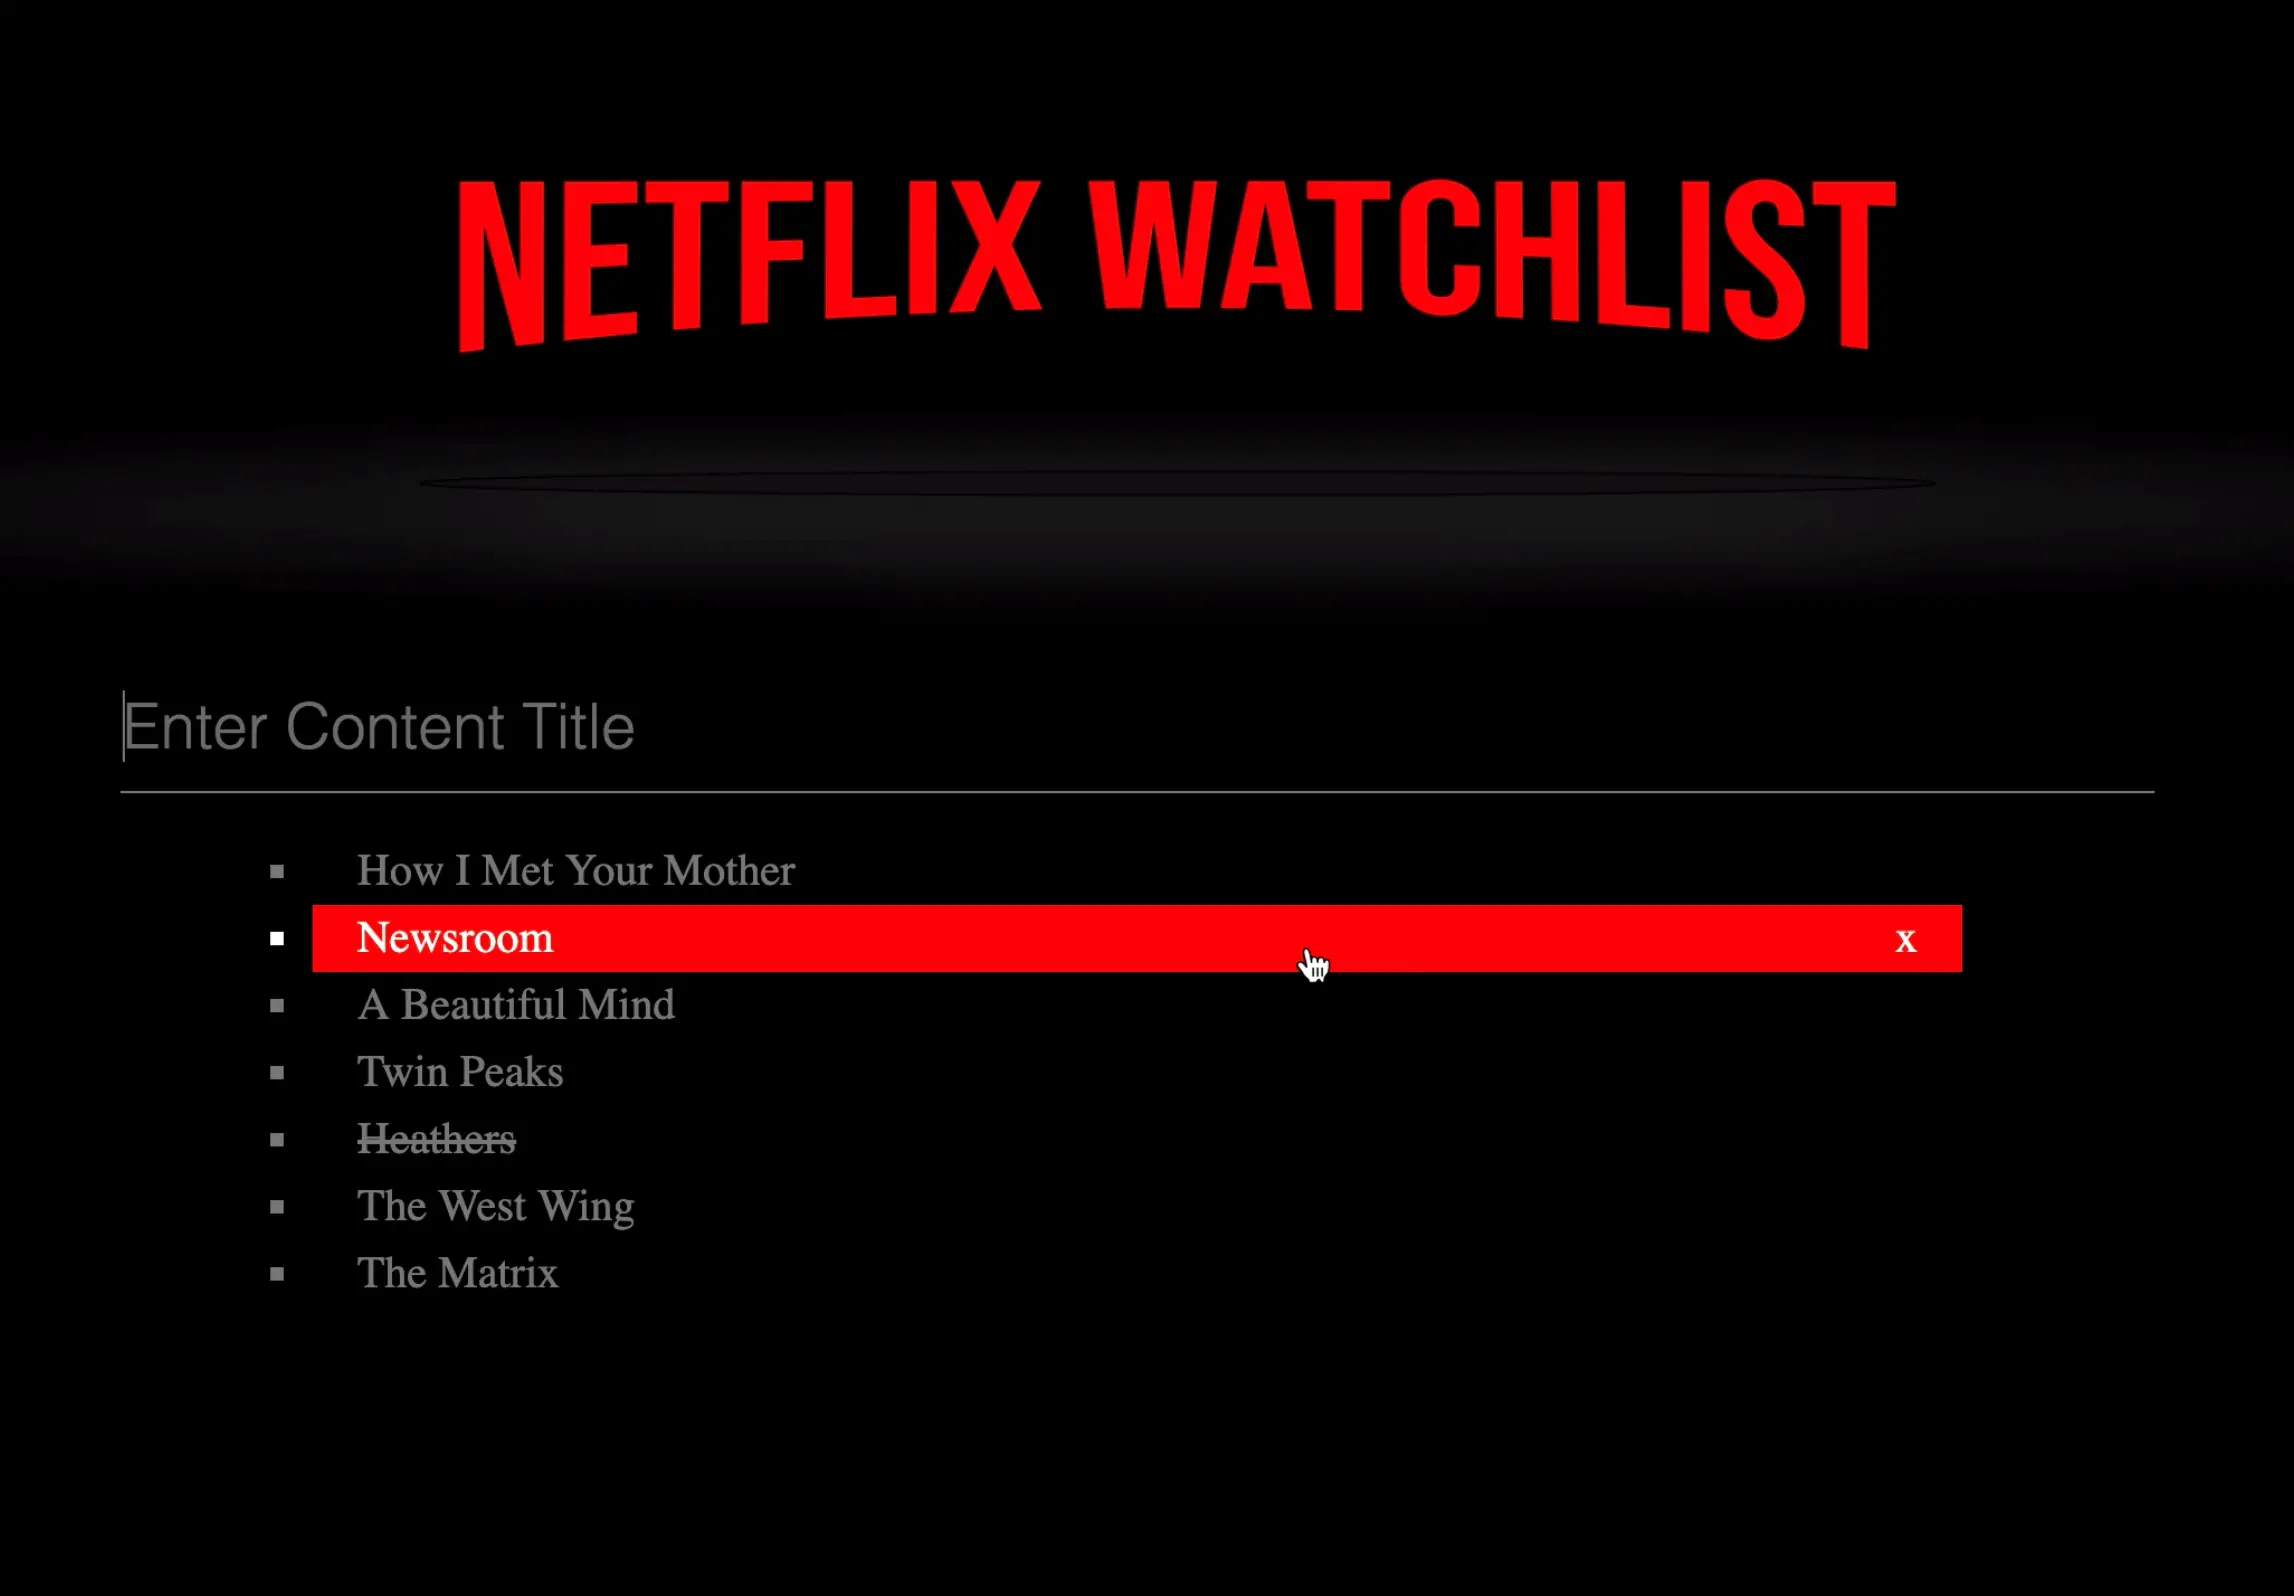 NETFLIX WATCHLIST
Enter Content Title
How I Met Your Mother
Newsroom x
A Beautiful Mind
Twin Peaks
Heathers
The West Wing
The Matrix